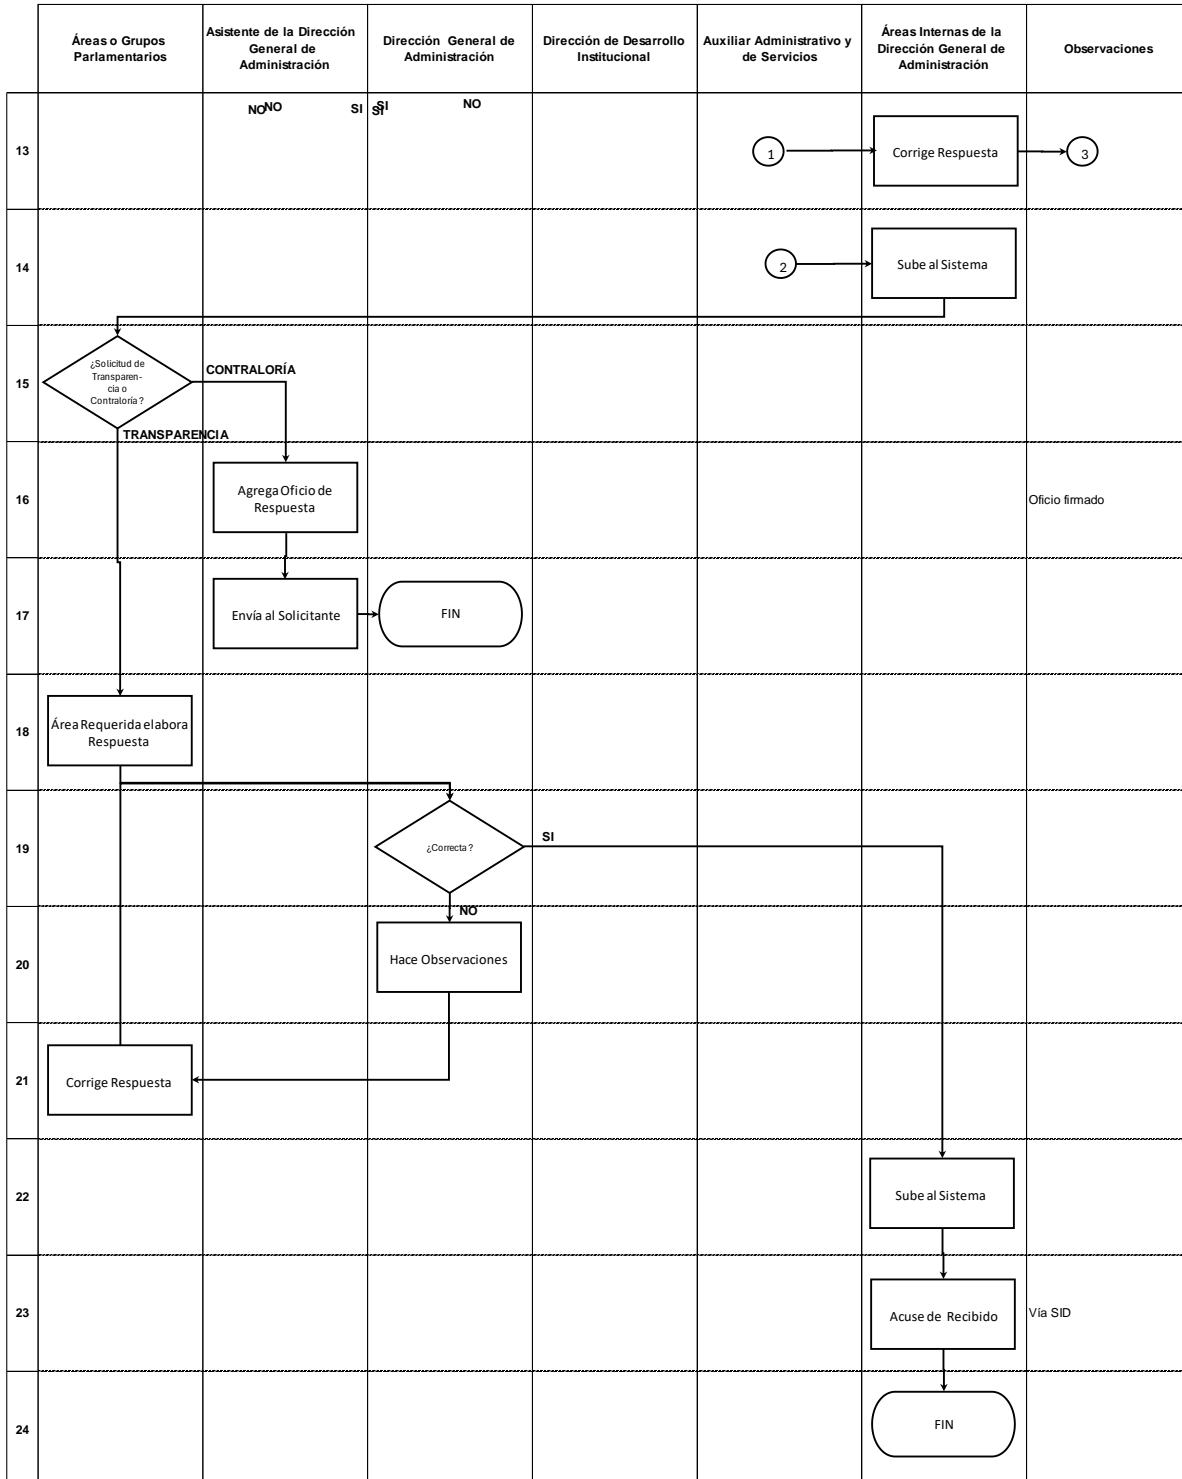 Áreas o Grupos
Parlamentarios
Asistente de la Dirección
General de
Administración
Dirección General de
Administración
Dirección de Desarrollo
Institucional
Auxiliar Administrativo y
de Servicios
Áreas Internas de la
Dirección General de
Administración
Observaciones
NO
NO
SI
SI
SI
NO
13
1
Corrige Respuesta
3
14
2
Sube al Sistema
15
¿Solicitud de
Transparen-
cia o
Contraloría?
CONTRALORÍA
TRANSPARENCIA
16
Agrega Oficio de
Respuesta
Oficio firmado
17
Envía al Solicitante
FIN
18
Área Requerida elabora
Respuesta
19
¿Correcta?
SI
NO
20
Hace Observaciones
21
Corrige Respuesta
22
Sube al Sistema
23
Acuse de Recibido
Vía SID
24
FIN